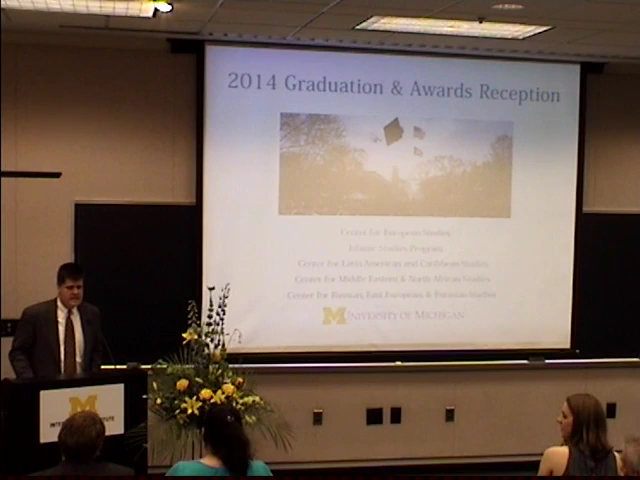 2014 Graduation & Awards Reception
Center for European Studies
Islamic Studies Program
Center for Latin American and Caribbean Studies
Center for Middle Eastern & North African Studies
Center for Russian, East European, & Eurasian Studies
M UNIVERSITY OF MICHIGAN
M